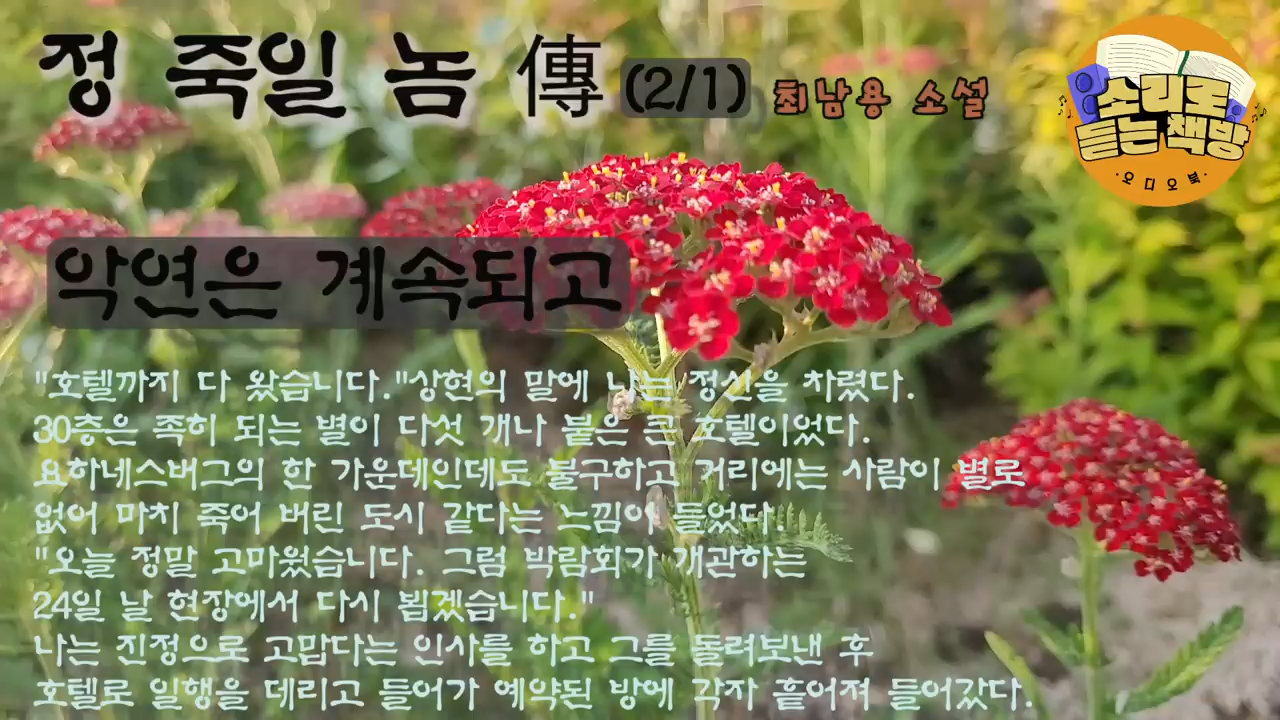 정 죽일 놈 傳 (2/1) 최남용 소설
소리로
듣는 책방
·오디오북·
악연은 계속되고
"호텔까지 다 왔습니다."상현의 말에 나는 정신을 차렸다.
30층은 족히 되는 별이 다섯 개나 붙은 큰 호텔이었다.
요하네스버그의 한 가운데인데도 불구하고 거리에는 사람이 별로
없어 마치 죽어 버린 도시 같다는 느낌이 들었다.
"오늘 정말 고마웠습니다. 그럼 박람회가 개관하는
24일 날 현장에서 다시 뵙겠습니다."
나는 진정으로 고맙다는 인사를 하고 그를 돌려보낸 후
호텔로 일행을 데리고 들어가 예약된 방에 각자 흩어져 들어갔다.